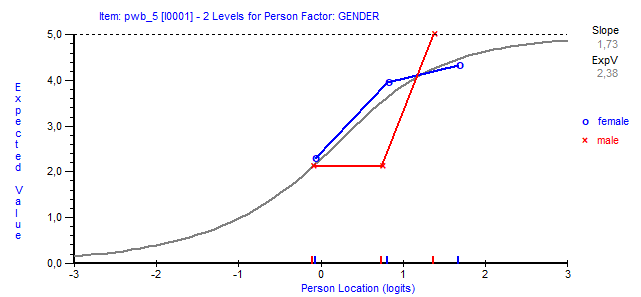 Item: pwb_5 [I0001] - 2 Levels for Person Factor: GENDER
Slope
1,73
ExpV
2,38
5,0
4,0
3,0
2,0
1,0
0,0
Expected Value
female
male
-3
-2
-1
0
1
2
3
Person Location (logits)